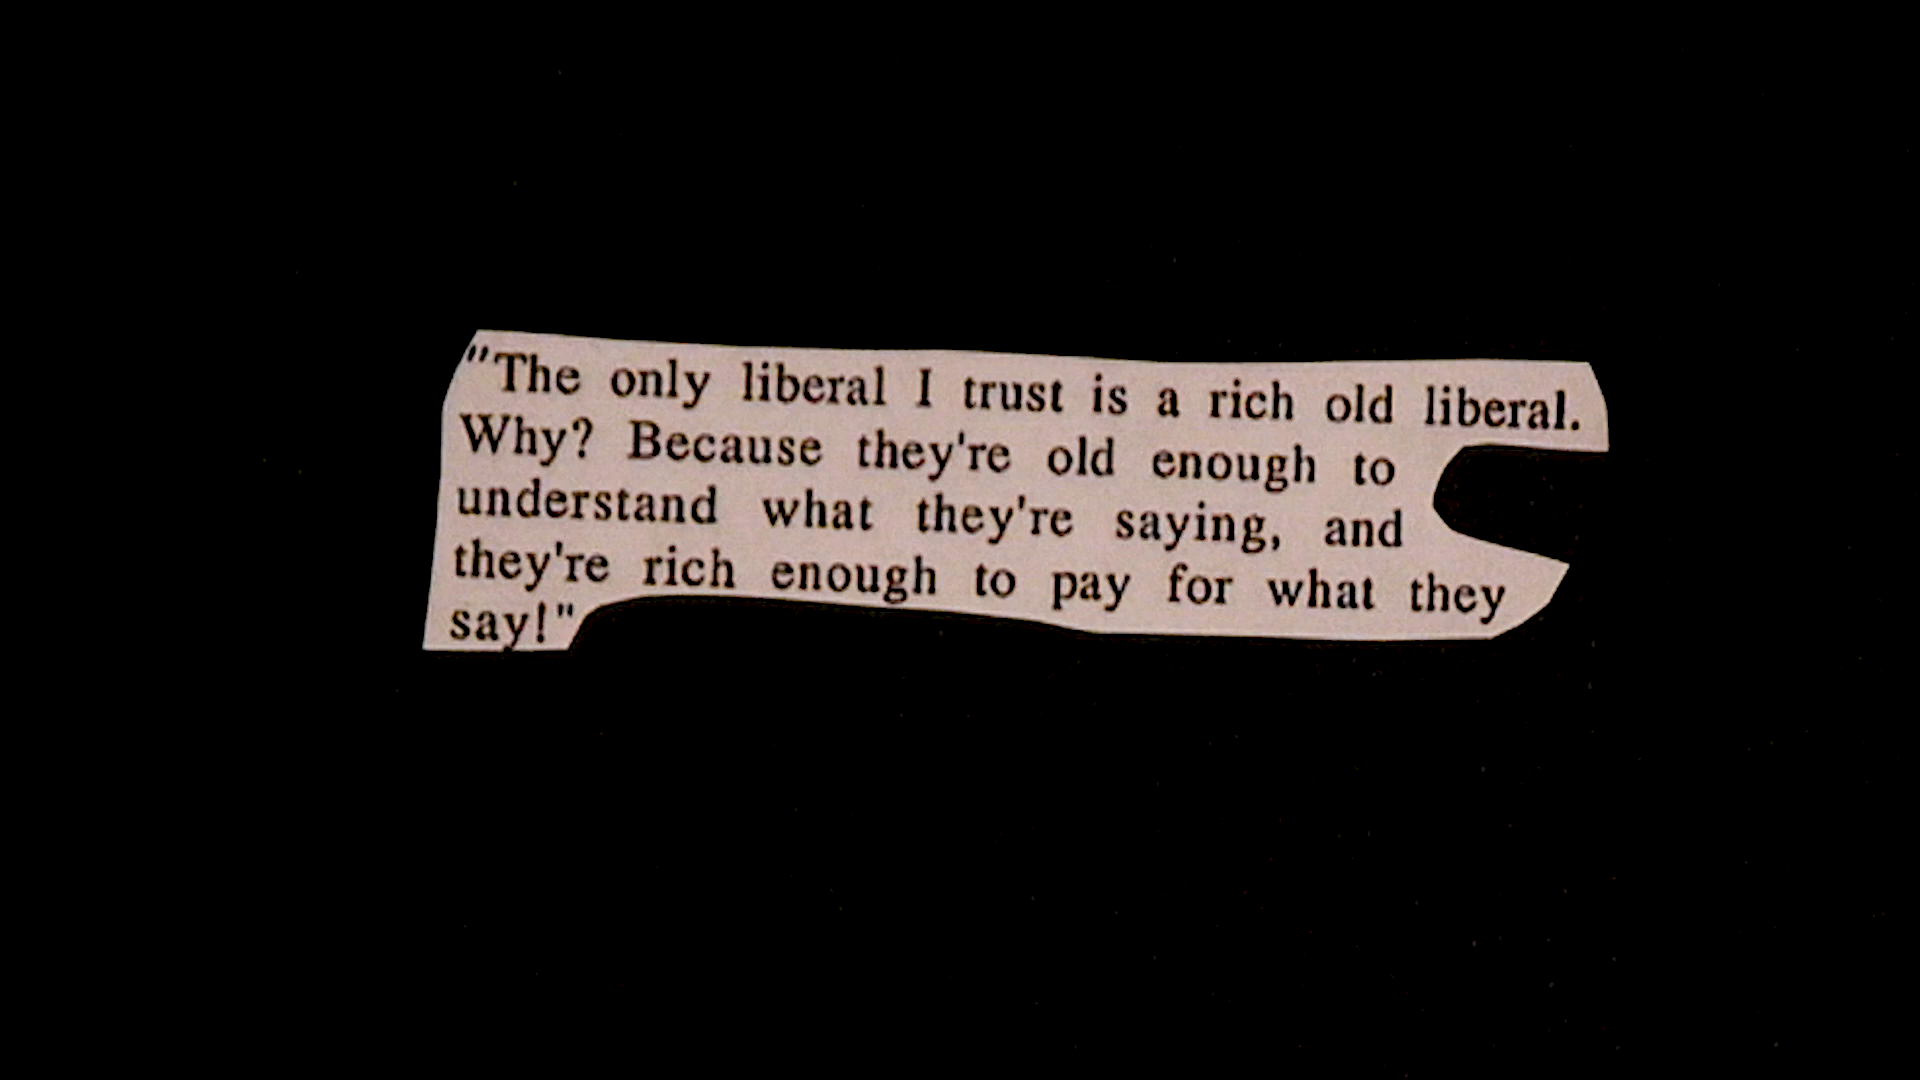 "The only liberal I trust is a rich old liberal.
Why? Because they're old enough to
understand what they're saying, and
they're rich enough to pay for what they
say!"